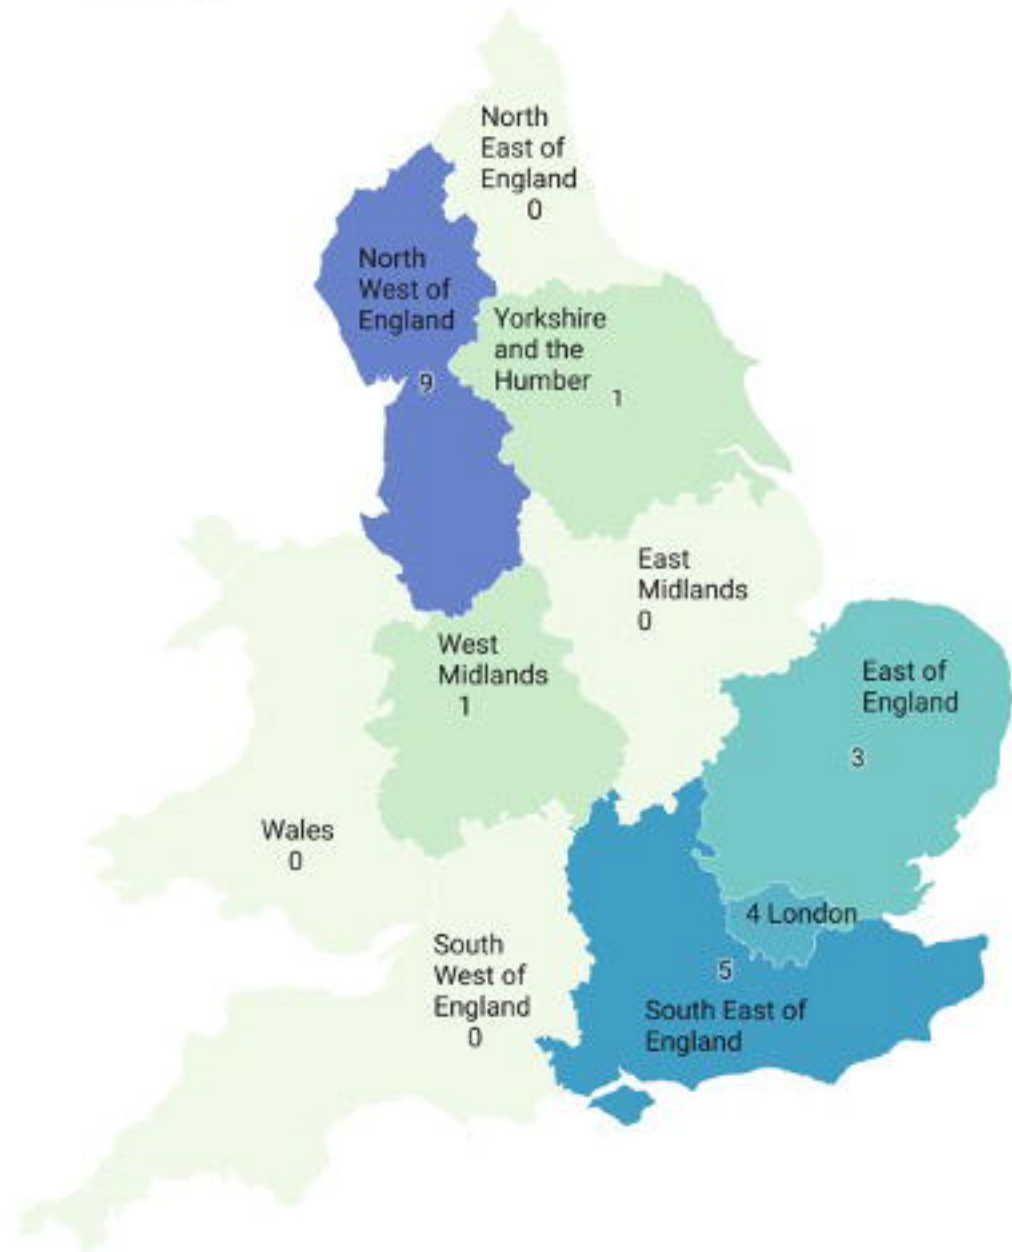 North
East of
England
0
North
West of
England
9
Yorkshire
and the
Humber
1
East
Midlands
0
West
Midlands
1
East of
England
3
Wales
0
4 London
South
West of
England
0
5
South East of
England